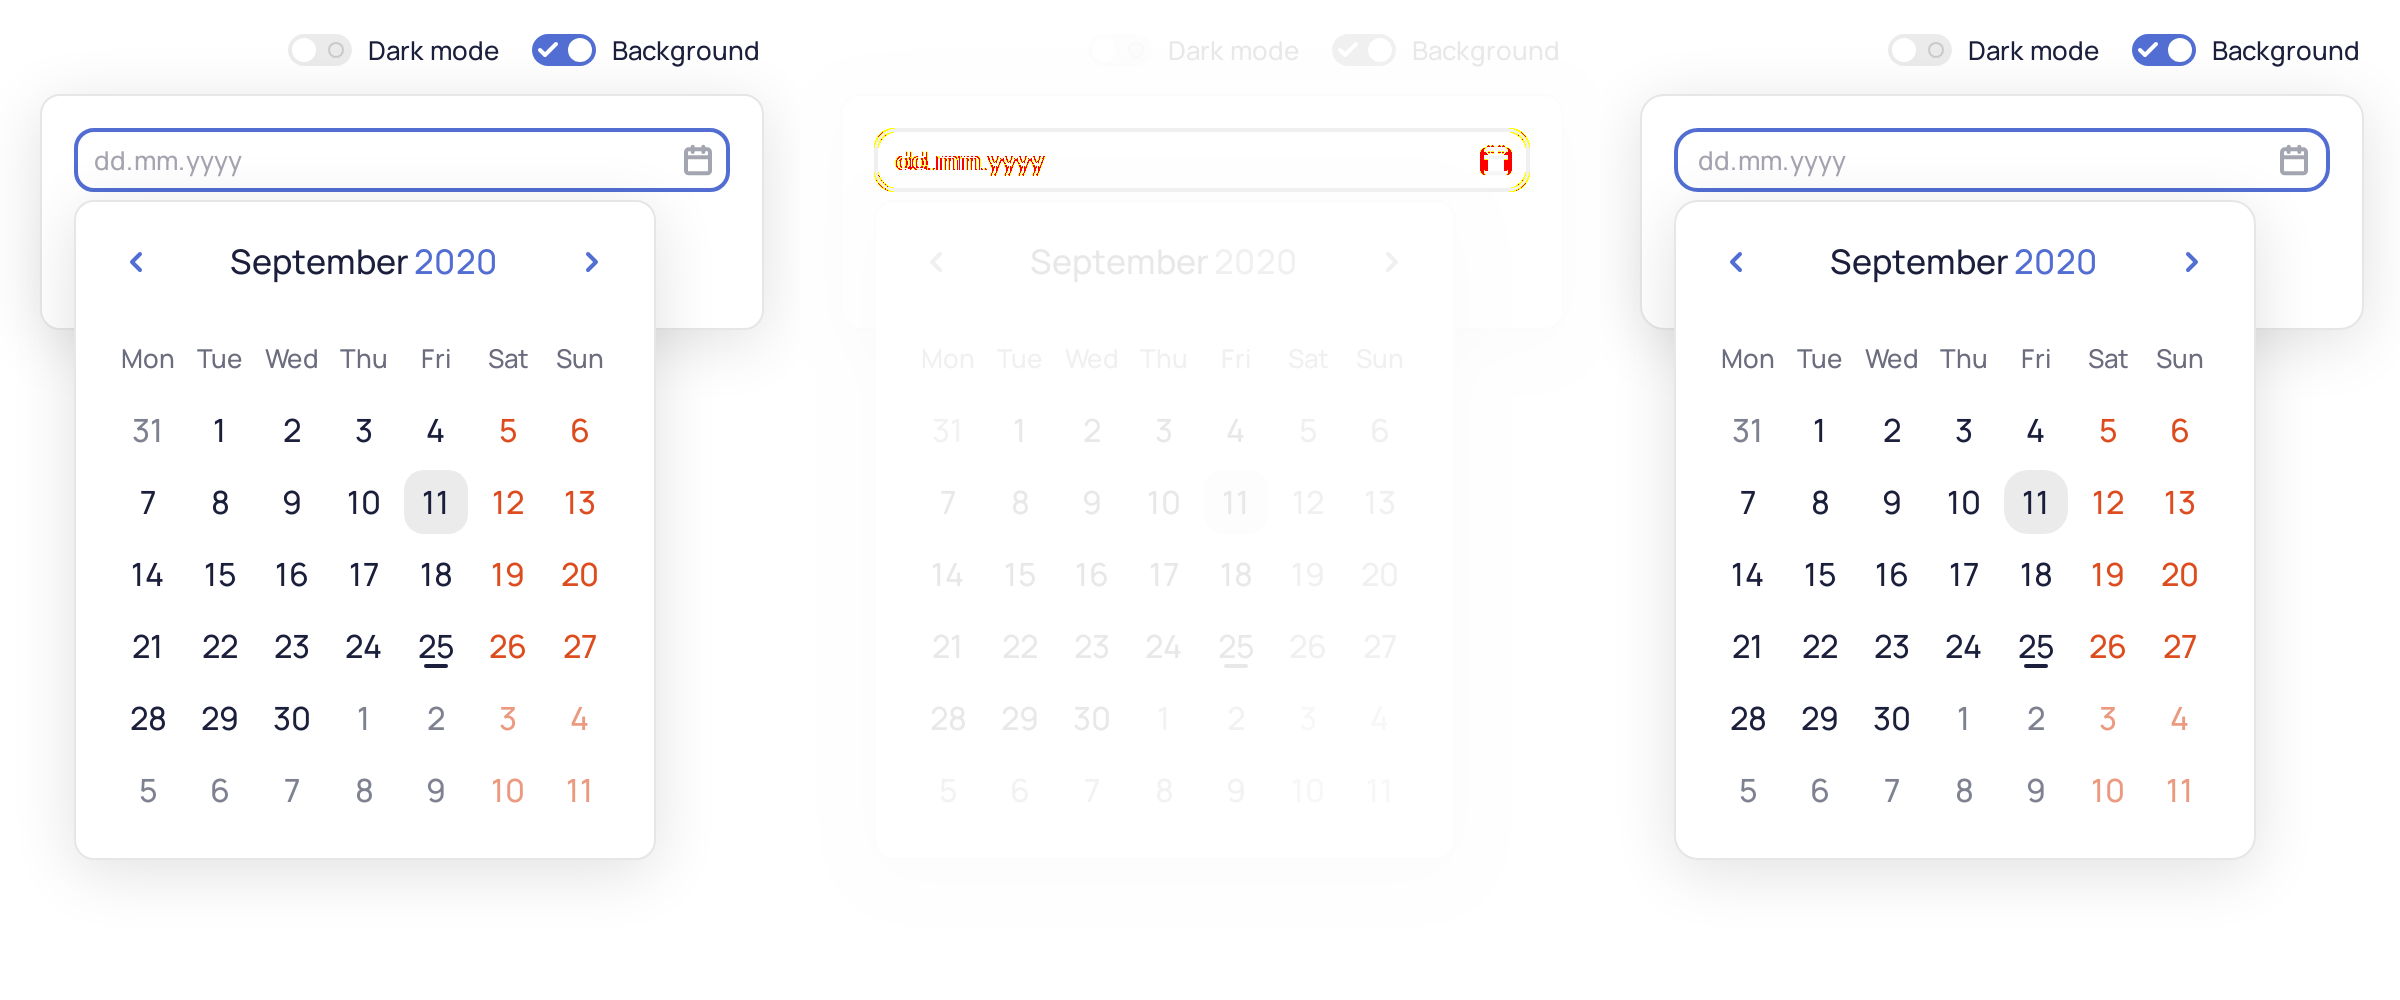 Dark mode Background
dd.mm.yyyy
September 2020
Mon Tue Wed Thu Fri Sat Sun
31 1 2 3 4 5 6
7 8 9 10 11 12 13
14 15 16 17 18 19 20
21 22 23 24 25 26 27
28 29 30 1 2 3 4
5 6 7 8 9 10 11
Dark mode Background
dd.mm.yyyy
September 2020
Mon Tue Wed Thu Fri Sat Sun
31 1 2 3 4 5 6
7 8 9 10 11 12 13
14 15 16 17 18 19 20
21 22 23 24 25 26 27
28 29 30 1 2 3 4
5 6 7 8 9 10 11
Dark mode Background
dd.mm.yyyy
September 2020
Mon Tue Wed Thu Fri Sat Sun
31 1 2 3 4 5 6
7 8 9 10 11 12 13
14 15 16 17 18 19 20
21 22 23 24 25 26 27
28 29 30 1 2 3 4
5 6 7 8 9 10 11